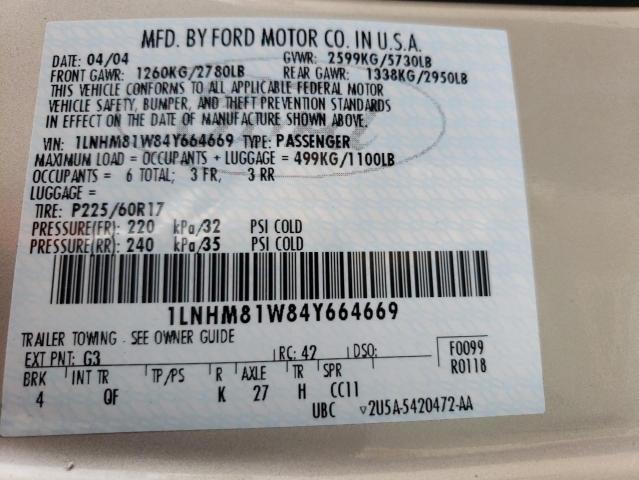 MFD. BY FORD MOTOR CO. IN U.S.A.
DATE: 04/04 GVWR: 2599KG/5730LB
FRONT GAWR: 1260KG/2780LB REAR GAWR: 1338KG/2950LB
THIS VEHICLE CONFORMS TO ALL APPLICABLE FEDERAL MOTOR
VEHICLE SAFETY, BUMPER, AND THEFT PREVENTION STANDARDS
IN EFFECT ON THE DATE OF MANUFACTURE SHOWN ABOVE.
VIN: 1LNHM81W84Y664669 TYPE: PASSENGER
MAXIMUM LOAD = OCCUPANTS + LUGGAGE = 499KG/1100LB
OCCUPANTS = 6 TOTAL; 3 FR, 3 RR
LUGGAGE =
TIRE: P225/60R17
PRESSURE(FR): 220 kPa/32 PSI COLD
PRESSURE(RR): 240 kPa/35 PSI COLD
1LNHM81W84Y664669
TRAILER TOWING - SEE OWNER GUIDE
EXT PNT: G3 RC: 42 DSO: F0099
R0118
BRK INT TR TP/PS R AXLE TR SPR
4 QF K 27 H CC11
UBC ▽2U5A-5420472-AA